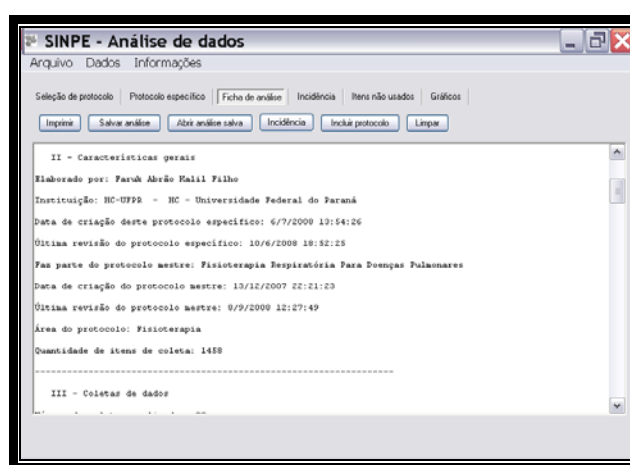 SINPE - Análise de dados
Arquivo Dados Informações
Seleção de protocolo Protocolo específico Ficha de análise Incidência Itens não usados Gráficos
Imprimir Salvar análise Abrir análise salva Incidência Incluir protocolo Limpar
II - Características gerais
Elaborado por: Faruk Abrão Kalil Filho
Instituição: HC-UFPR - HC - Universidade Federal do Paraná
Data de criação deste protocolo específico: 6/7/2008 13:54:26
Última revisão do protocolo específico: 10/6/2008 18:52:25
Faz parte do protocolo mestre: Fisioterapia Respiratória Para Doenças Pulmonares
Data de criação do protocolo mestre: 13/12/2007 22:21:23
Última revisão do protocolo mestre: 8/9/2008 12:27:49
Área do protocolo: Fisioterapia
Quantidade de itens de coleta: 1458
--------------------------------------------------------------------
III - Coletas de dados